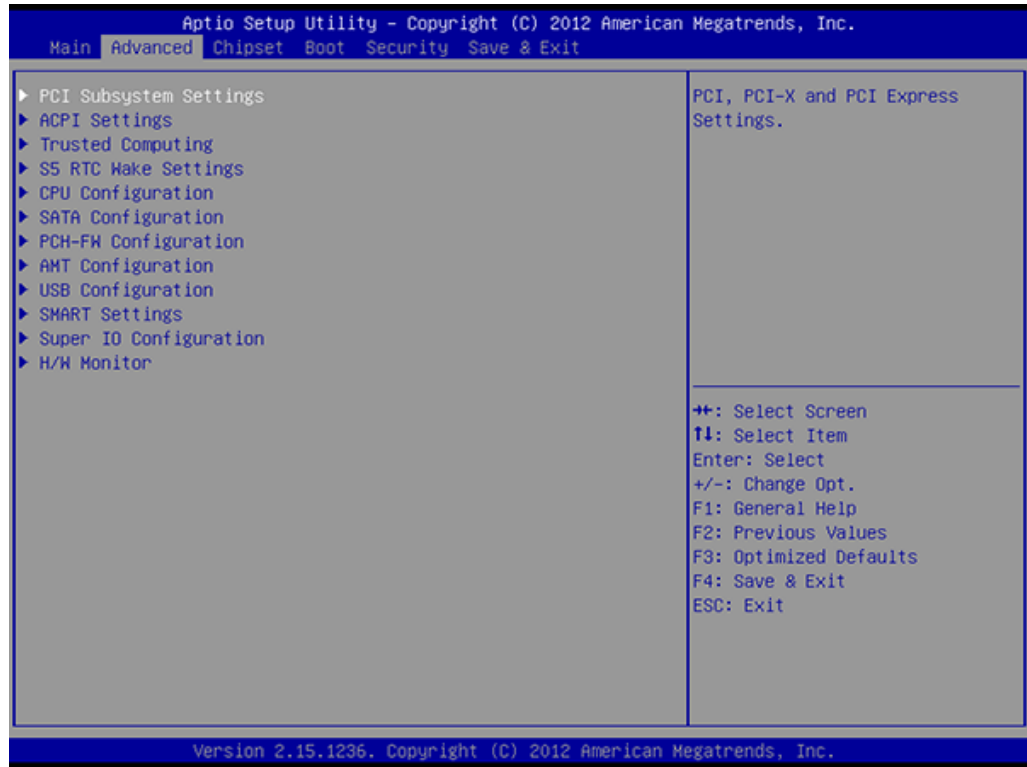 Aptio Setup Utility – Copyright (C) 2012 American Megatrends, Inc.
Main Advanced Chipset Boot Security Save & Exit
PCI Subsystem Settings
ACPI Settings
Trusted Computing
S5 RTC Wake Settings
CPU Configuration
SATA Configuration
PCH-FW Configuration
AMT Configuration
USB Configuration
SMART Settings
Super IO Configuration
H/W Monitor
PCI, PCI-X and PCI Express
Settings.
→←: Select Screen
↑↓: Select Item
Enter: Select
+/-: Change Opt.
F1: General Help
F2: Previous Values
F3: Optimized Defaults
F4: Save & Exit
ESC: Exit
Version 2.15.1236. Copyright (C) 2012 American Megatrends, Inc.